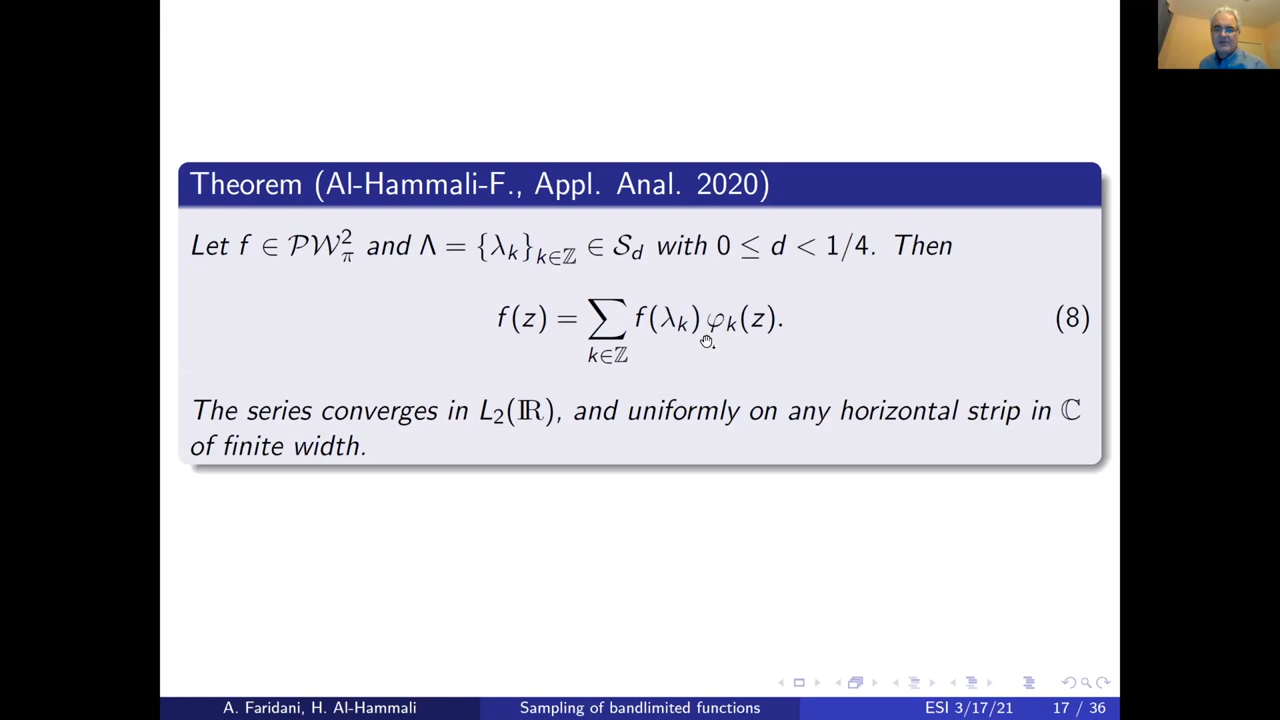 Theorem (Al-Hammali-F., Appl. Anal. 2020)
Let f ∈ 𝒫𝒲²_π and Λ = {λ_k}_{k∈ℤ} ∈ 𝒮_d with 0 ≤ d < 1/4. Then
f(z) = ∑_{k∈ℤ} f(λ_k) φ_k(z). (8)
The series converges in L₂(ℝ), and uniformly on any horizontal strip in ℂ
of finite width.
A. Faridani, H. Al-Hammali Sampling of bandlimited functions ESI 3/17/21 17 / 36